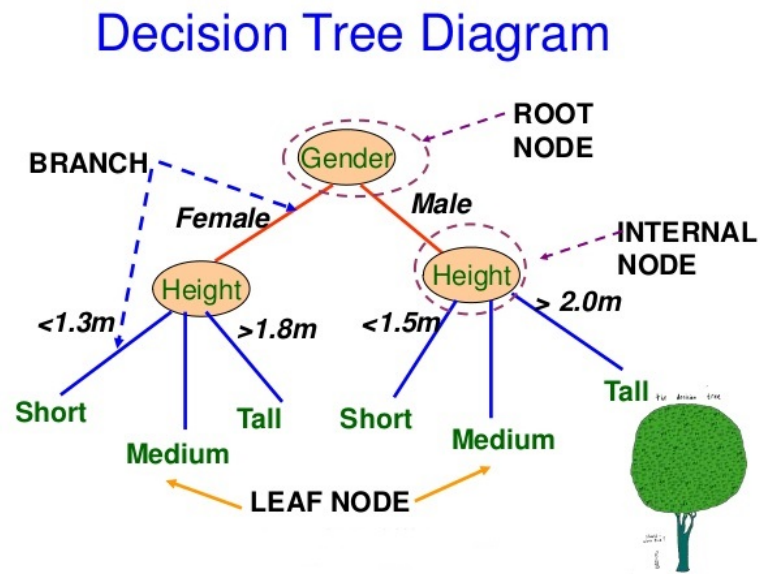 Decision Tree Diagram
ROOT
NODE
BRANCH
Gender
Female
Male
INTERNAL
NODE
Height
Height
<1.3m
>1.8m
<1.5m
> 2.0m
Short
Medium
Tall
Short
Medium
Tall
the decision tree
LEAF NODE